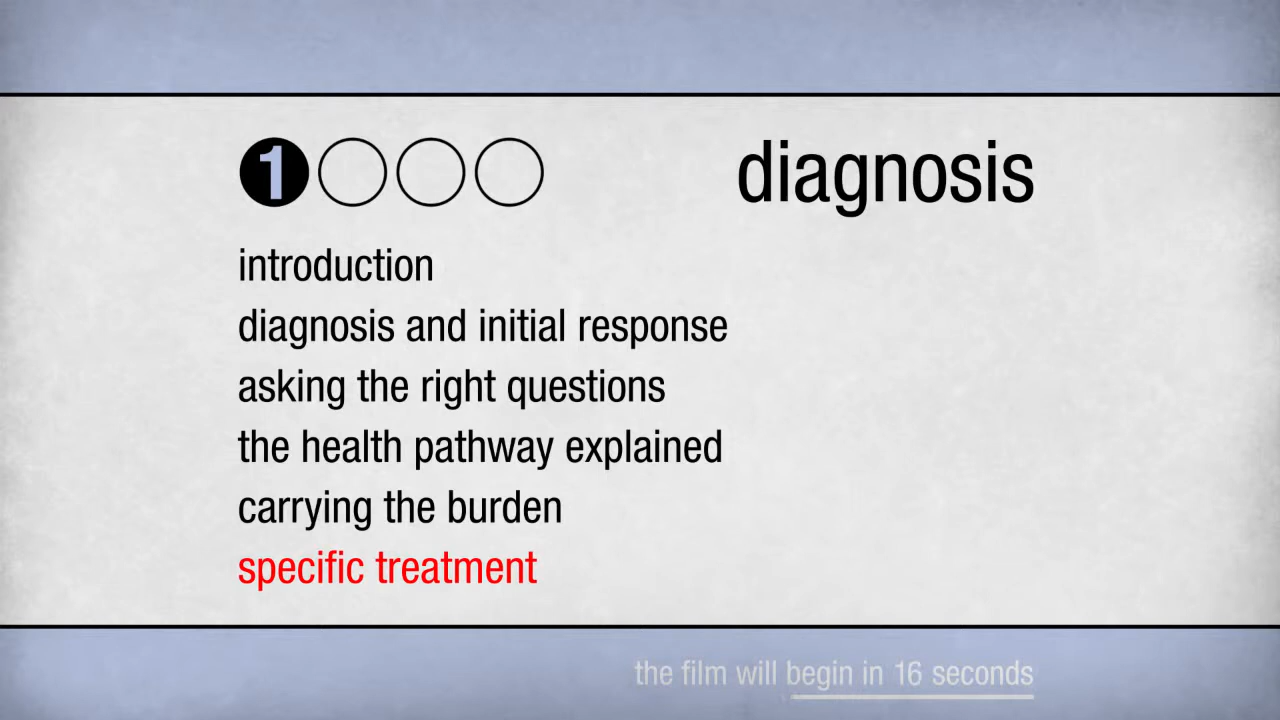 1 diagnosis
introduction
diagnosis and initial response
asking the right questions
the health pathway explained
carrying the burden
specific treatment
the film will begin in 16 seconds